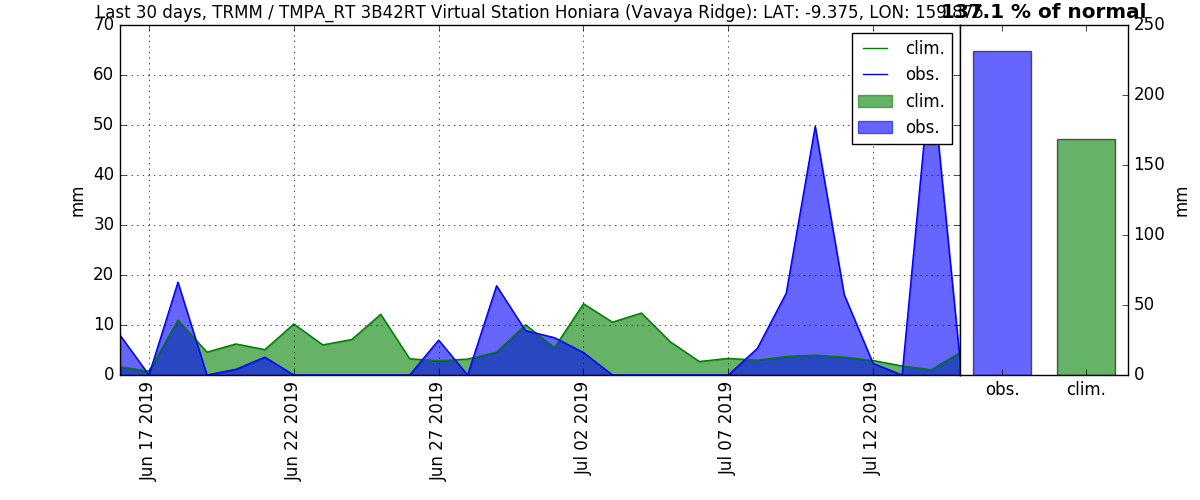 Last 30 days, TRMM / TMPA_RT 3B42RT Virtual Station Honiara (Vavaya Ridge): LAT: -9.375, LON:
137.1 % of normal
70
60
50
40
30
20
10
0
mm
clim.
obs.
clim.
obs.
250
200
150
100
50
0
mm
Jun 17 2019
Jun 22 2019
Jun 27 2019
Jul 02 2019
Jul 07 2019
Jul 12 2019
obs.
clim.